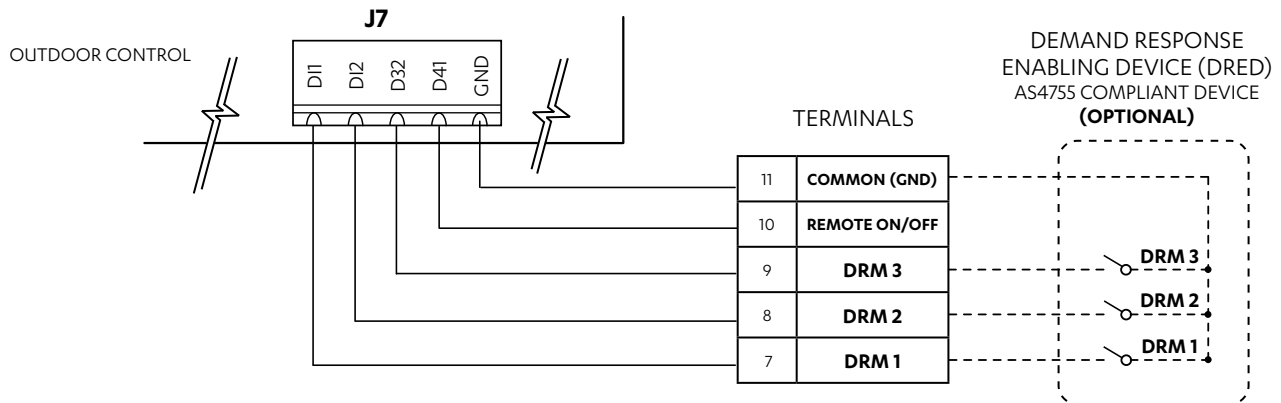 J7
OUTDOOR CONTROL
DI1
DI2
D32
D41
GND
DEMAND RESPONSE
ENABLING DEVICE (DRED)
AS4755 COMPLIANT DEVICE
(OPTIONAL)
TERMINALS
11 COMMON (GND)
10 REMOTE ON/OFF
9 DRM 3
8 DRM 2
7 DRM 1
DRM 3
DRM 2
DRM 1